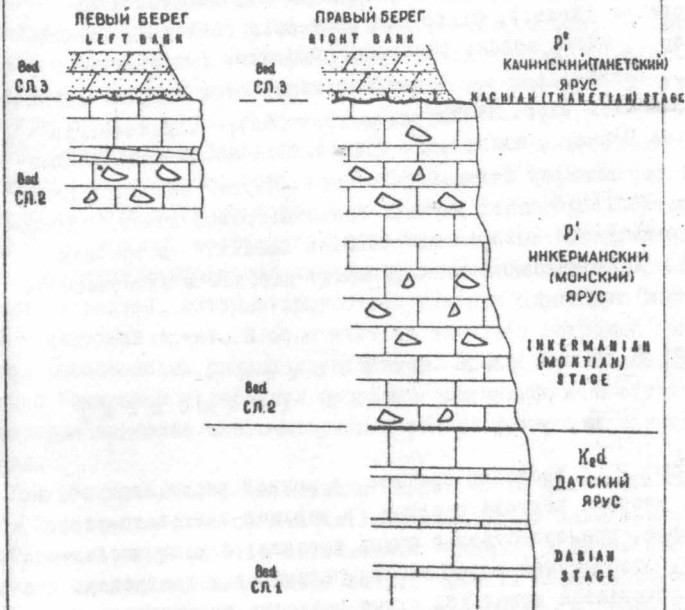 ЛЕВЫЙ БЕРЕГ
LEFT BANK
Bed
СЛ.3
Bed
СЛ.2
ПРАВЫЙ БЕРЕГ
RIGHT BANK
Bed
СЛ.3
Bed
СЛ.2
Bed
СЛ.1
КАЧИНСКИЙ(ТАНЕТСКИЙ)
ЯРУС
KACHIAN(THANETIAN)STAGE
ИНКЕРМАНСКИЙ
(МОНСКИЙ)
ЯРУС
INKERMANIAN
(MONTIAN)
STAGE
K₂d
ДАТСКИЙ
ЯРУС
DANIAN
STAGE